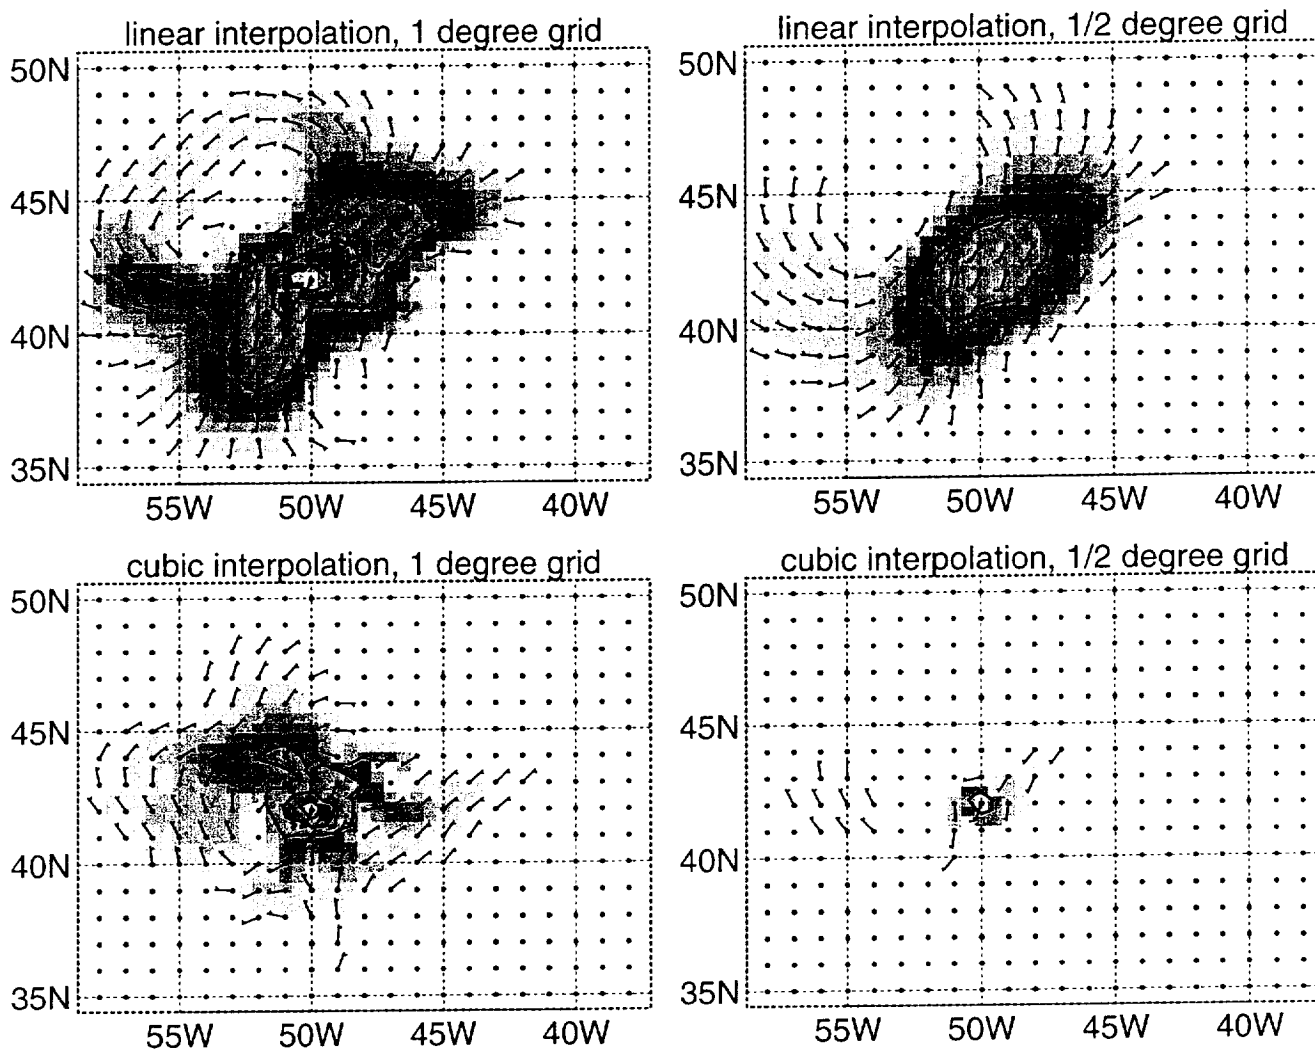 linear interpolation, 1 degree grid
50N
45N
40N
35N
55W 50W 45W 40W
linear interpolation, 1/2 degree grid
50N
45N
40N
35N
55W 50W 45W 40W
cubic interpolation, 1 degree grid
50N
45N
40N
35N
55W 50W 45W 40W
cubic interpolation, 1/2 degree grid
50N
45N
40N
35N
55W 50W 45W 40W